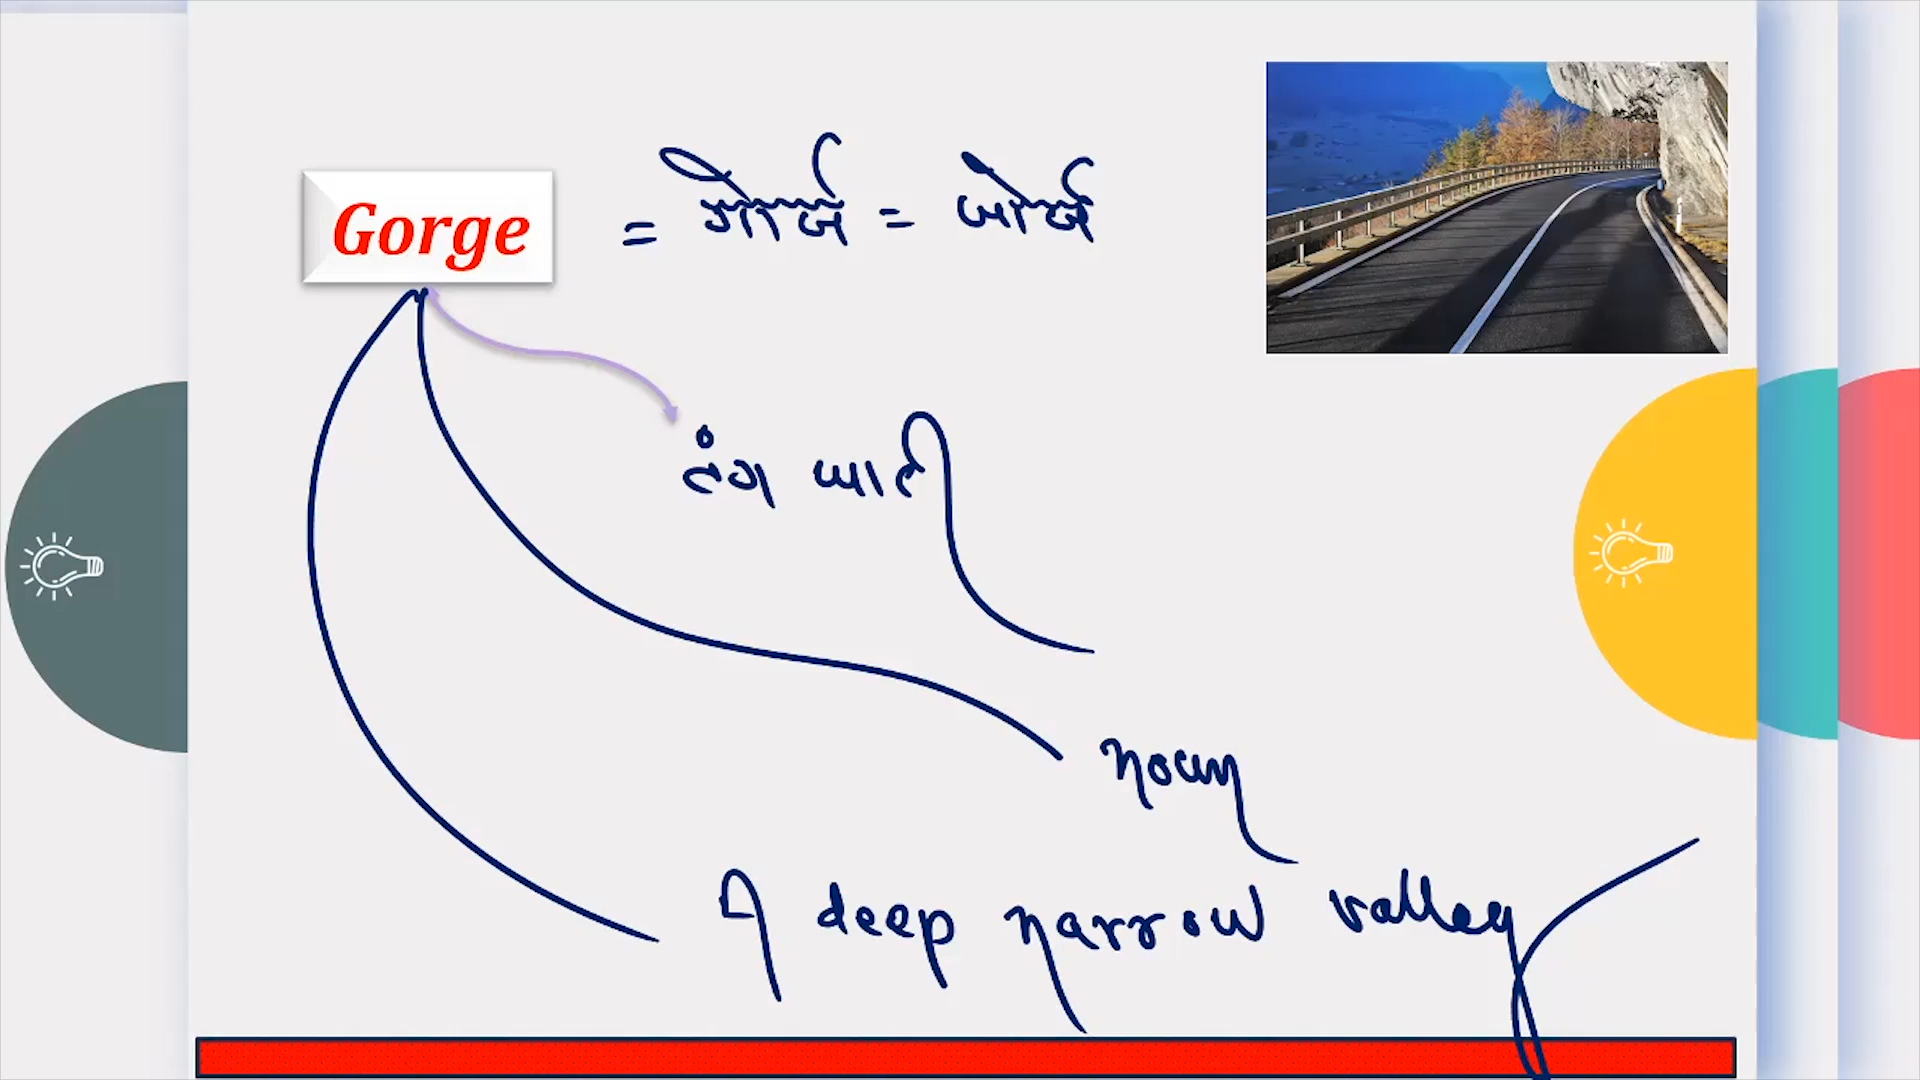 Gorge = गौर्ज = जोर्ज
तंग घाटी
noun
A deep narrow valley